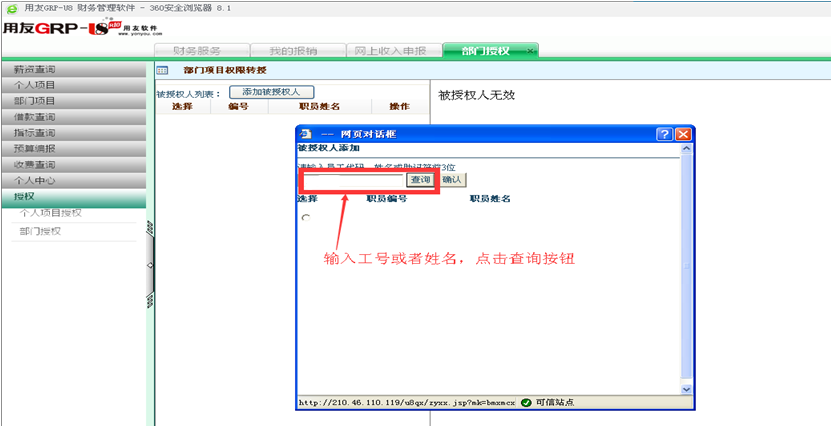 用友GRP-U8 财务管理软件 - 360安全浏览器 8.1
用友GRP-U8 R10 用友软件
www.yonyou.com
财务服务 我的报销 网上收入申报 部门授权 ×
薪资查询
个人项目
部门项目
借款查询
指标查询
预算编报
收费查询
个人中心
授权
个人项目授权
部门授权
部门项目权限转授
被授权人列表： 添加被授权人
选择 编号 职员姓名 操作
被授权人无效
-- 网页对话框
被授权人添加
请输入员工代码、姓名或助记符前3位
查询 确认
选择 职员编号 职员姓名
输入工号或者姓名，点击查询按钮
http://210.46.110.119/u8qx/zyxx.jsp?mk=bmxmcx 可信站点